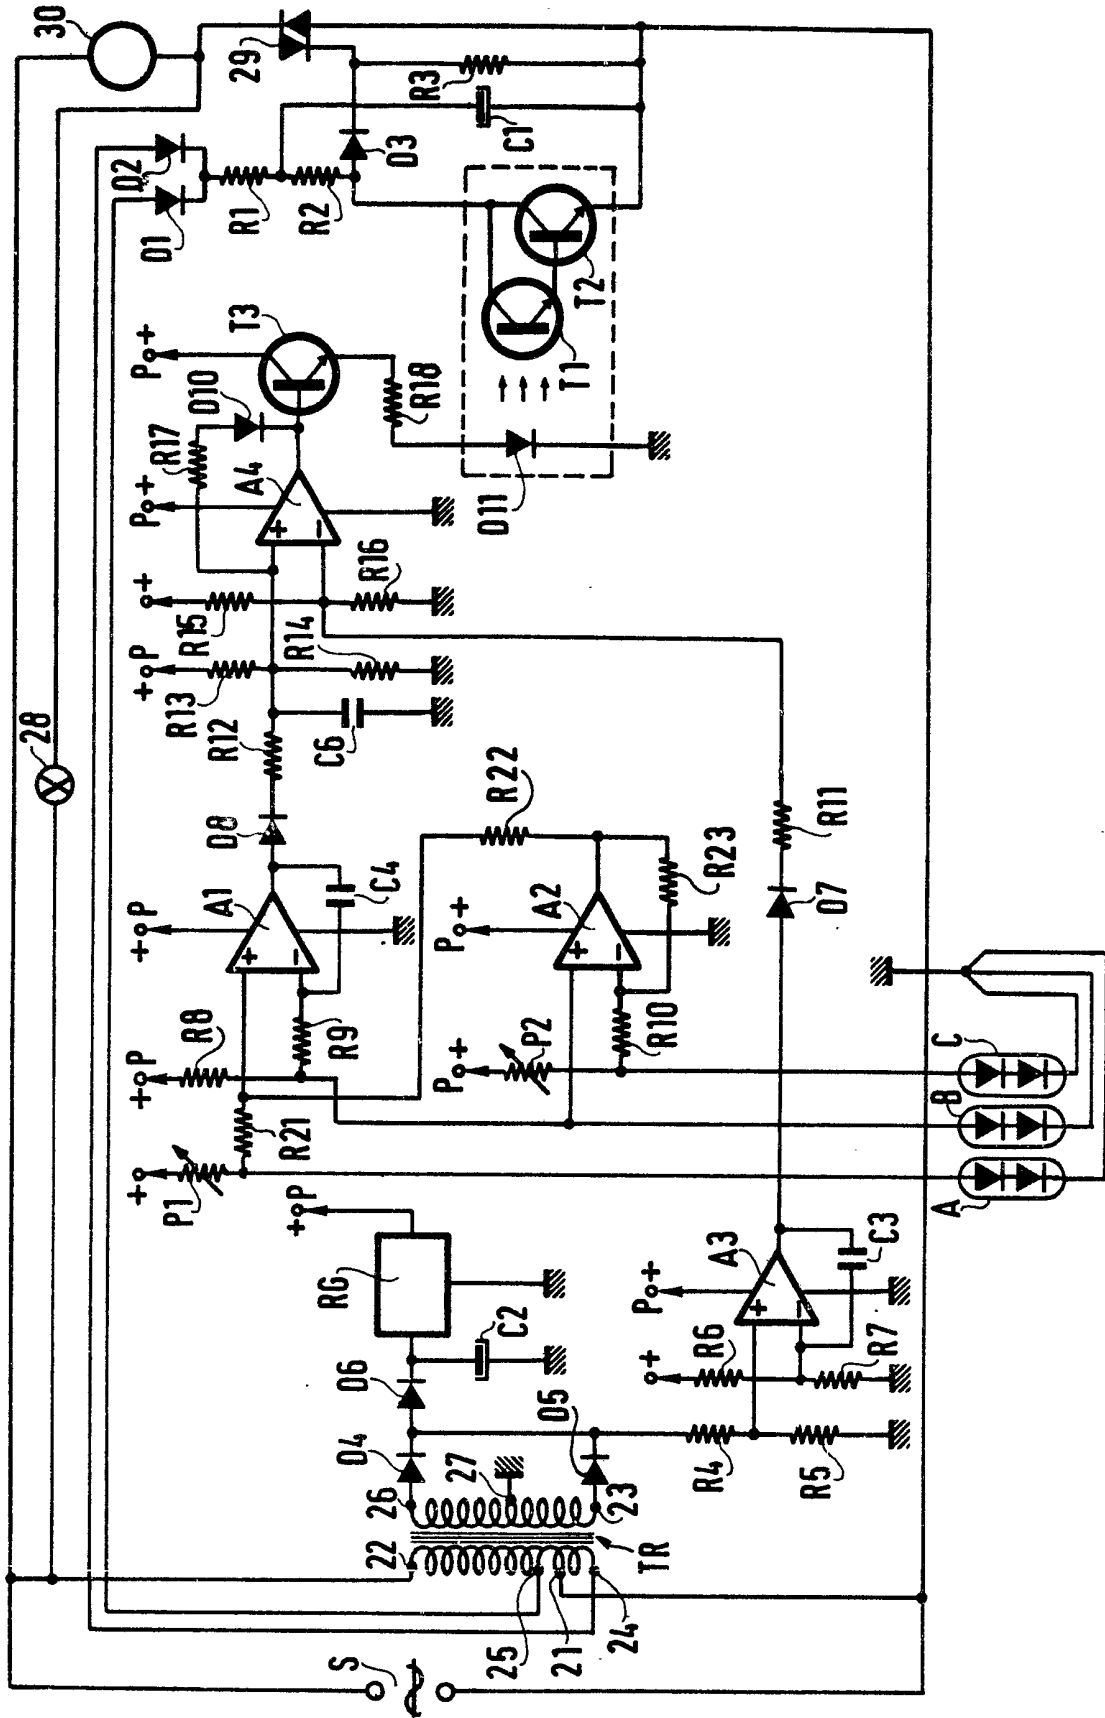 28
30
+
+ P
+ P
+ P
+
P +
P +
D2
D1
P1
R8
D8
R13
R15
R17
D10
A1
R12
A4
T3
R1
29
+ P
R21
R9
C4
C6
R14
R16
R2
RG
D6
D4
C2
22
26
27
P +
P2
A2
R22
D3
R3
D11
R18
C1
25
21
24
23
TR
D5
R10
R23
T1
T2
P +
+
R4
R6
A3
R5
R7
C3
D7
R11
S
A
B
C